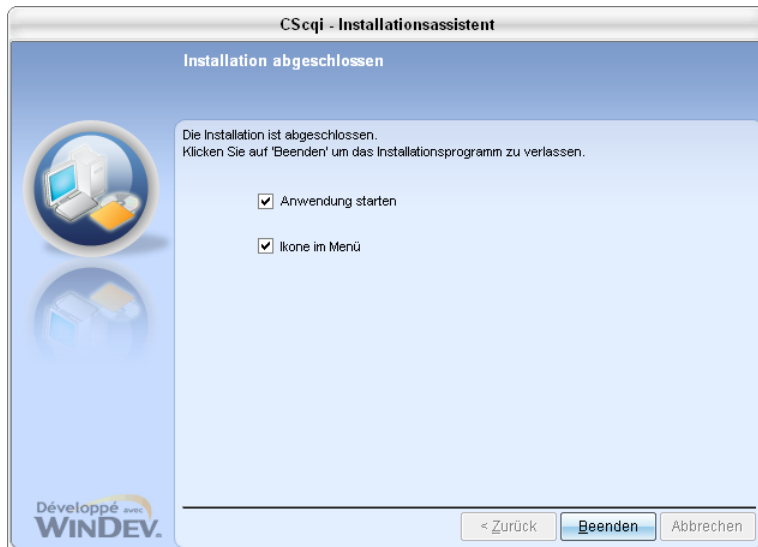 CScqi - Installationsassistent
Installation abgeschlossen
Die Installation ist abgeschlossen.
Klicken Sie auf 'Beenden' um das Installationsprogramm zu verlassen.
Anwendung starten
Ikone im Menü
Développé avec
WINDEV.
< Zurück
Beenden
Abbrechen